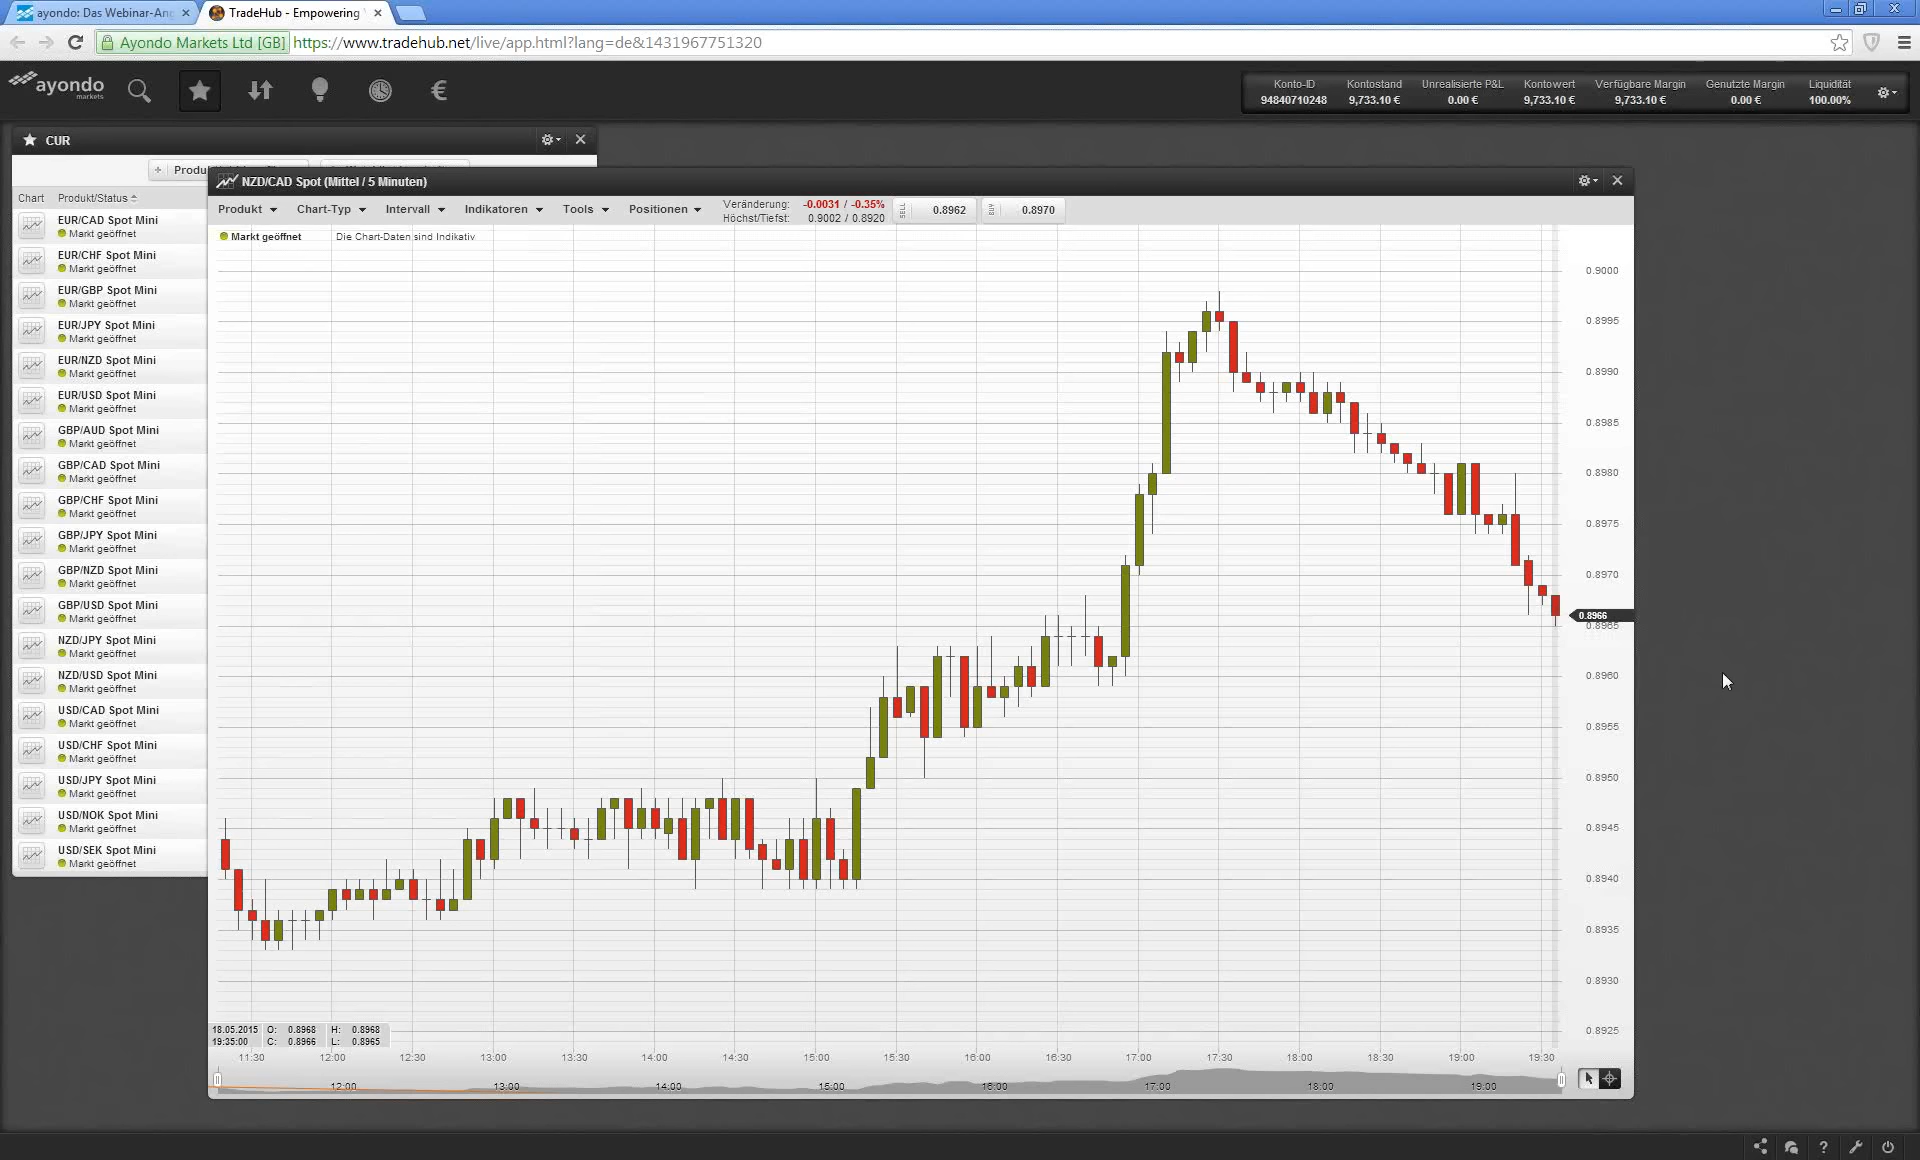 ayondo: Das Webinar-An
TradeHub - Empowering
Ayondo Markets Ltd [GB]
https://www.tradehub.net/live/app.html?lang=de&1431967751320
ayondo
markets
€
Konto-ID Kontostand Unrealisierte P&L Kontowert Verfügbare Margin Genutzte Margin Liquidität
94840710248 9,733.10 € 0.00 € 9,733.10 € 9,733.10 € 0.00 € 100.00%
CUR
+ Produ
Chart Produkt/Status
EUR/CAD Spot Mini
Markt geöffnet
EUR/CHF Spot Mini
Markt geöffnet
EUR/GBP Spot Mini
Markt geöffnet
EUR/JPY Spot Mini
Markt geöffnet
EUR/NZD Spot Mini
Markt geöffnet
EUR/USD Spot Mini
Markt geöffnet
GBP/AUD Spot Mini
Markt geöffnet
GBP/CAD Spot Mini
Markt geöffnet
GBP/CHF Spot Mini
Markt geöffnet
GBP/JPY Spot Mini
Markt geöffnet
GBP/NZD Spot Mini
Markt geöffnet
GBP/USD Spot Mini
Markt geöffnet
NZD/JPY Spot Mini
Markt geöffnet
NZD/USD Spot Mini
Markt geöffnet
USD/CAD Spot Mini
Markt geöffnet
USD/CHF Spot Mini
Markt geöffnet
USD/JPY Spot Mini
Markt geöffnet
USD/NOK Spot Mini
Markt geöffnet
USD/SEK Spot Mini
Markt geöffnet
NZD/CAD Spot (Mittel / 5 Minuten)
Produkt Chart-Typ Intervall Indikatoren Tools Positionen
Veränderung: -0.0031 / -0.35%
Höchst/Tiefst: 0.9002 / 0.8920
SELL 0.8962
BUY 0.8970
Markt geöffnet Die Chart-Daten sind Indikativ
0.9000
0.8995
0.8990
0.8985
0.8980
0.8975
0.8970
0.8966
0.8965
0.8960
0.8955
0.8950
0.8945
0.8940
0.8935
0.8930
0.8925
18.05.2015 O: 0.8968 H: 0.8968
19:35:00 C: 0.8966 L: 0.8965
11:30 12:00 12:30 13:00 13:30 14:00 14:30 15:00 15:30 16:00 16:30 17:00 17:30 18:00 18:30 19:00 19:30
12:00 13:00 14:00 15:00 16:00 17:00 18:00 19:00
?